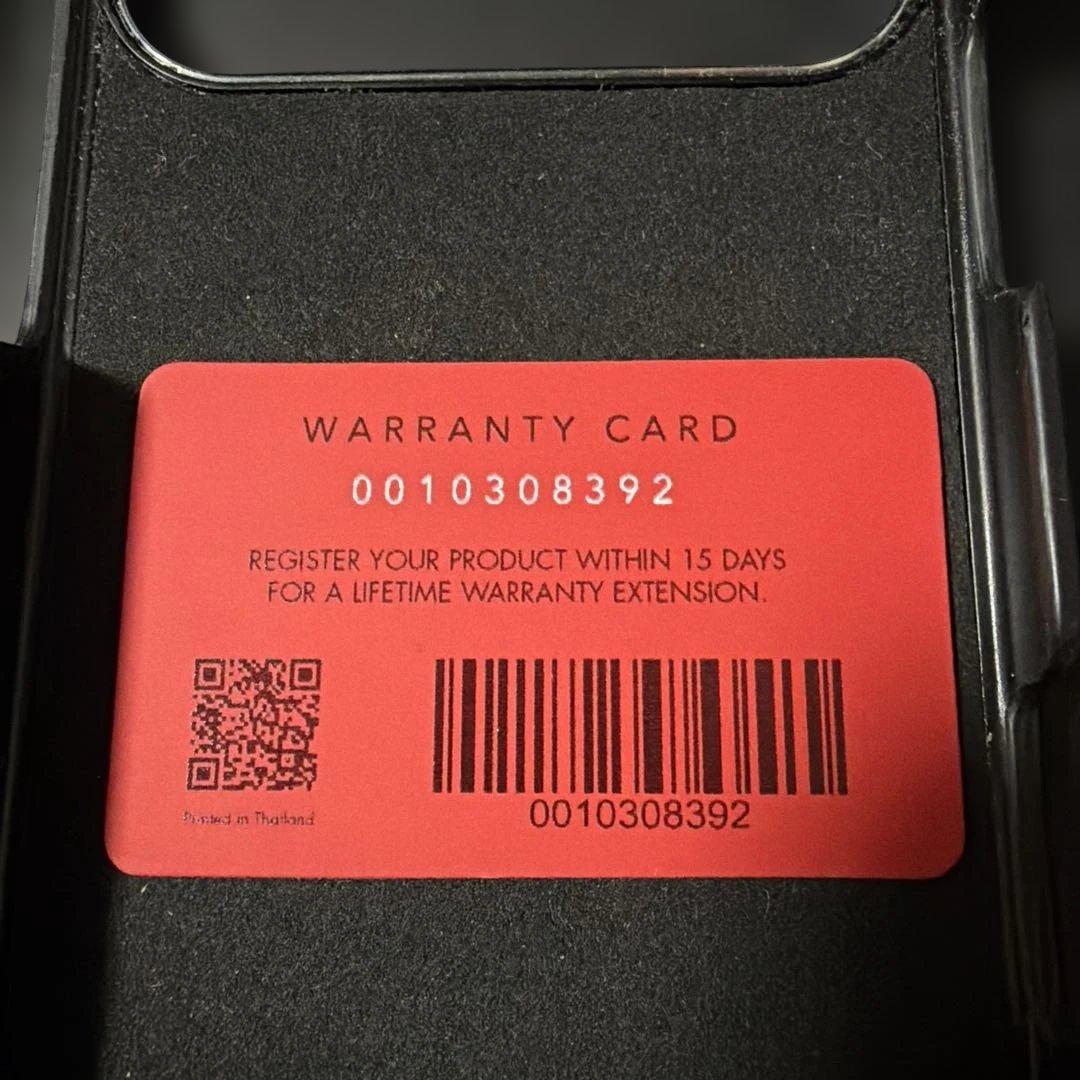 WARRANTY CARD
0010308392
REGISTER YOUR PRODUCT WITHIN 15 DAYS
FOR A LIFETIME WARRANTY EXTENSION.
0010308392
Printed in Thailand